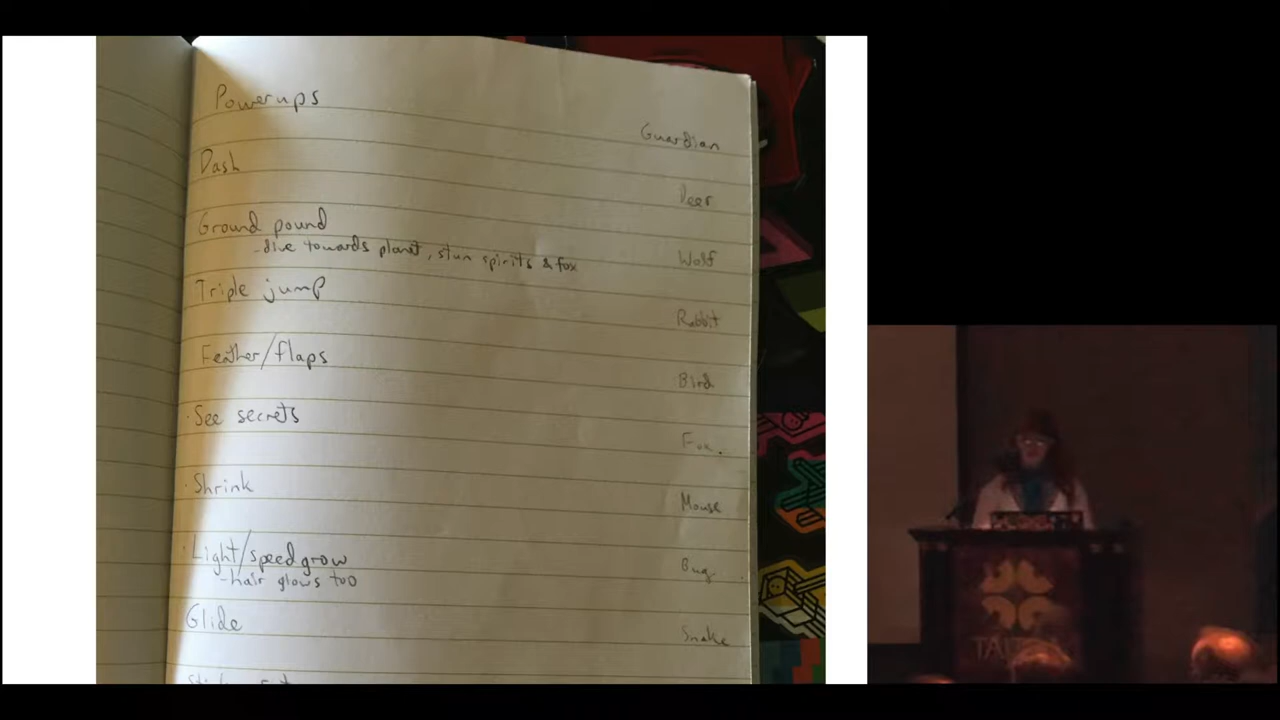 Powerups
Guardian
Dash
Deer
Ground pound
Wolf
- dive towards planet, stun spirits & fox
Triple jump
Rabbit
Feather/flaps
Bird
· See secrets
Fox.
· Shrink
Mouse
· Light/speedgrow
Bug
- hair glows too
Glide
Snake